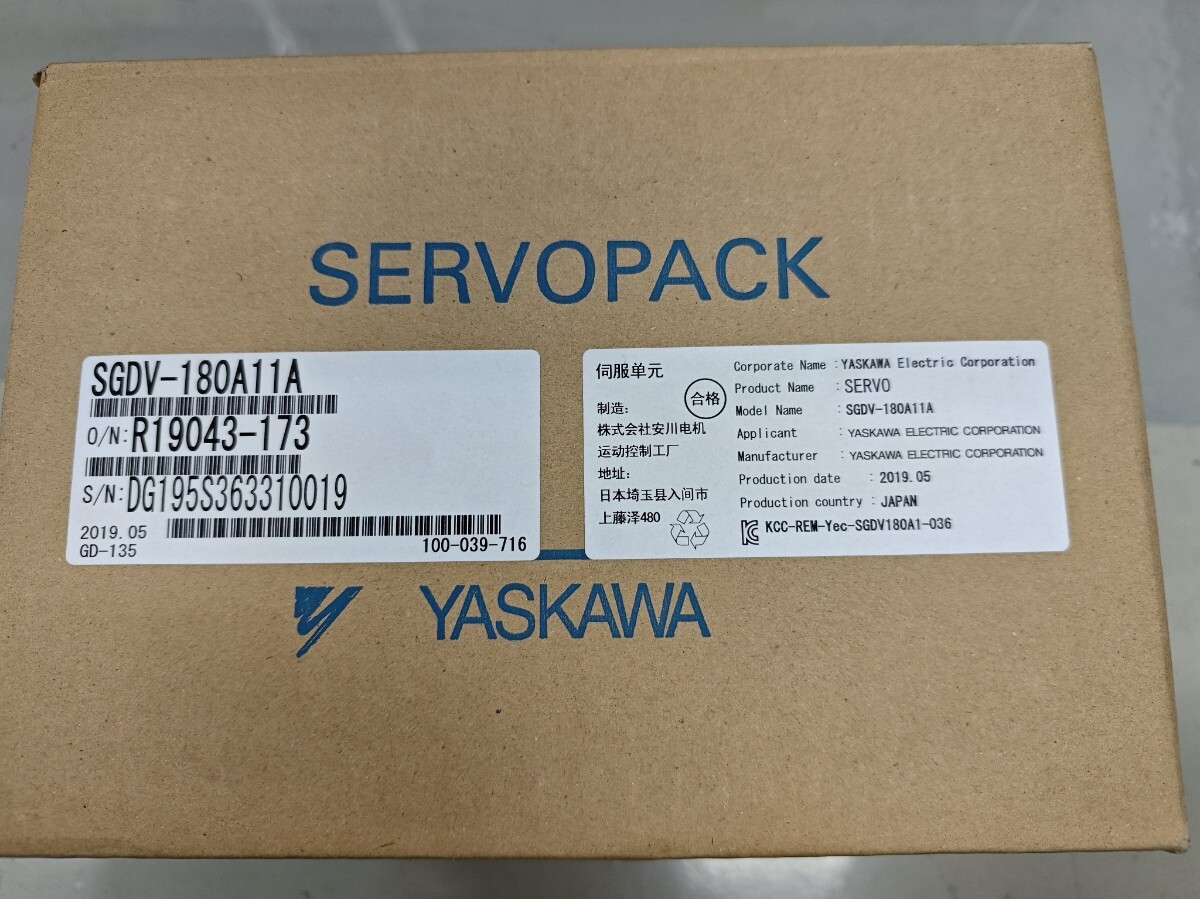 SERVOPACK
SGDV-180A11A
O/N:R19043-173
S/N:DG195S363310019
2019.05
GD-135
100-039-716
伺服单元
合格
制造:
株式会社安川电机
运动控制工厂
地址:
日本埼玉县入间市
上藤泽480
Corporate Name :YASKAWA Electric Corporation
Product Name : SERVO
Model Name : SGDV-180A11A
Applicant : YASKAWA ELECTRIC CORPORATION
Manufacturer : YASKAWA ELECTRIC CORPORATION
Production date : 2019.05
Production country : JAPAN
KCC-REM-Yec-SGDV180A1-036
YASKAWA